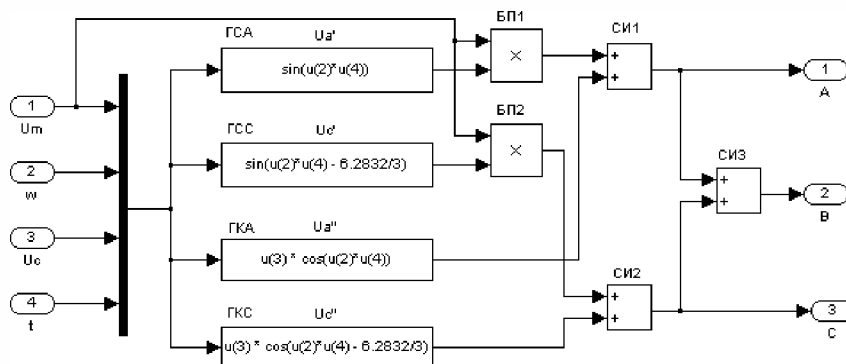 ГСА
Ua'
sin(u(2)*u(4))
БП1
×
СИ1
+
+
1
A
1
Um
ГСС
Uc'
sin(u(2)*u(4) - 6.2832/3)
БП2
×
2
w
СИ3
+
+
2
B
3
Uc
ГКА
Ua''
u(3) * cos(u(2)*u(4))
СИ2
+
+
3
C
4
t
ГКС
Uc''
u(3) * cos(u(2)*u(4) - 6.2832/3)